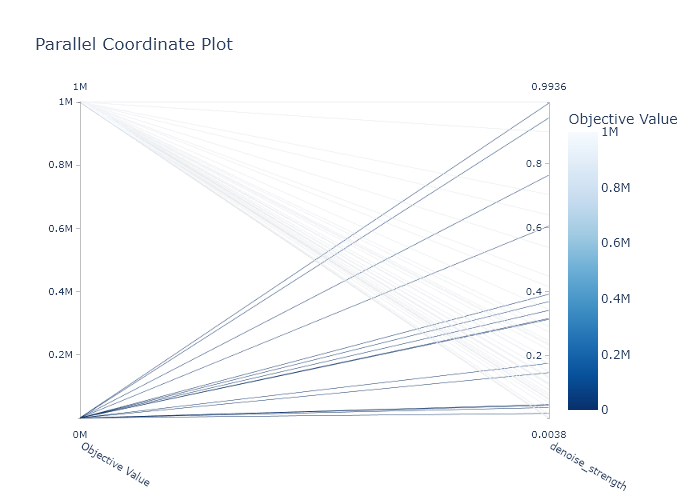 Parallel Coordinate Plot
1M
0.9936
Objective Value
1M
0.8M
0.6M
0.4M
0.2M
0.8
0.6
0.4
0.2
1M
0.8M
0.6M
0.4M
0.2M
0
0M
0.0038
Objective Value
denoise_strength